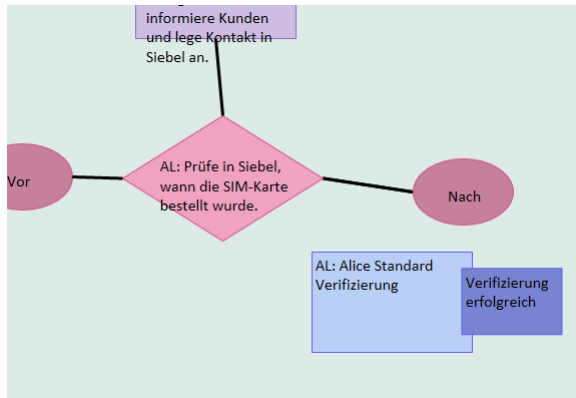 informiere Kunden
und lege Kontakt in
Siebel an.
AL: Prüfe in Siebel,
wann die SIM-Karte
bestellt wurde.
Vor
Nach
AL: Alice Standard
Verifizierung
Verifizierung
erfolgreich